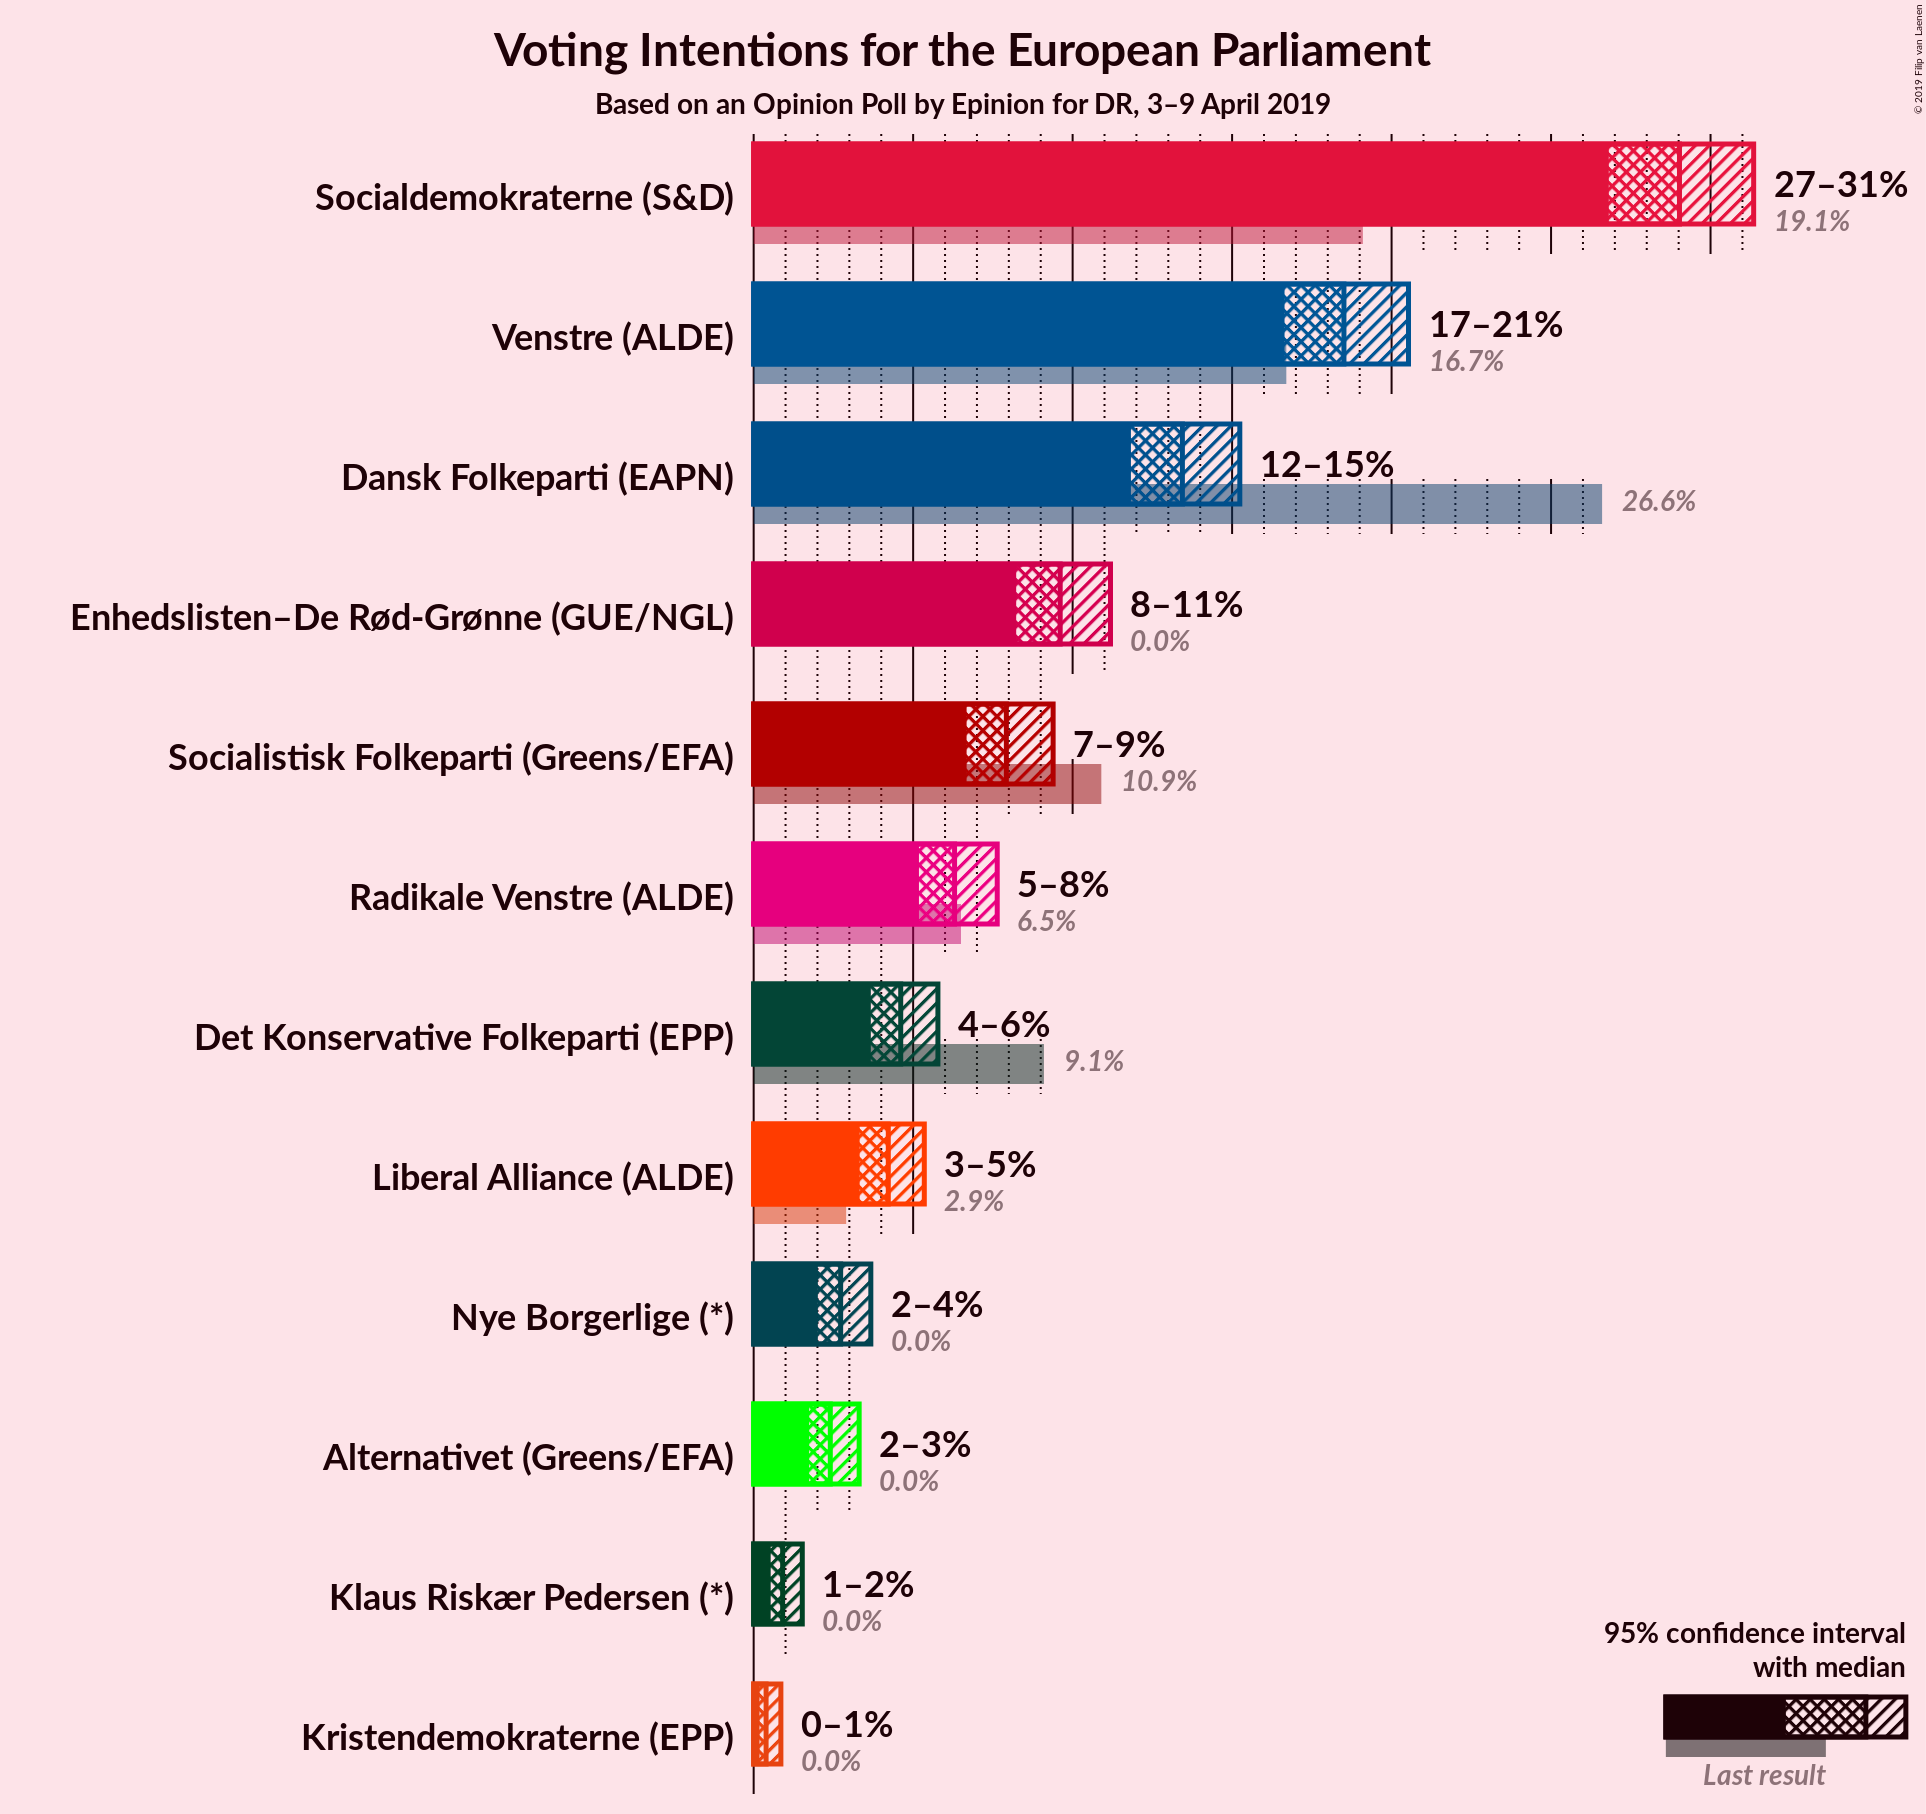 Voting Intentions for the European Parliament
Based on an Opinion Poll by Epinion for DR, 3–9 April 2019
© 2019 Filip van Laenen
Socialdemokraterne (S&D)
27–31%
19.1%
Venstre (ALDE)
17–21%
16.7%
Dansk Folkeparti (EAPN)
12–15%
26.6%
Enhedslisten–De Rød-Grønne (GUE/NGL)
8–11%
0.0%
Socialistisk Folkeparti (Greens/EFA)
7–9%
10.9%
Radikale Venstre (ALDE)
5–8%
6.5%
Det Konservative Folkeparti (EPP)
4–6%
9.1%
Liberal Alliance (ALDE)
3–5%
2.9%
Nye Borgerlige (*)
2–4%
0.0%
Alternativet (Greens/EFA)
2–3%
0.0%
Klaus Riskær Pedersen (*)
1–2%
0.0%
Kristendemokraterne (EPP)
0–1%
0.0%
95% confidence interval
with median
Last result